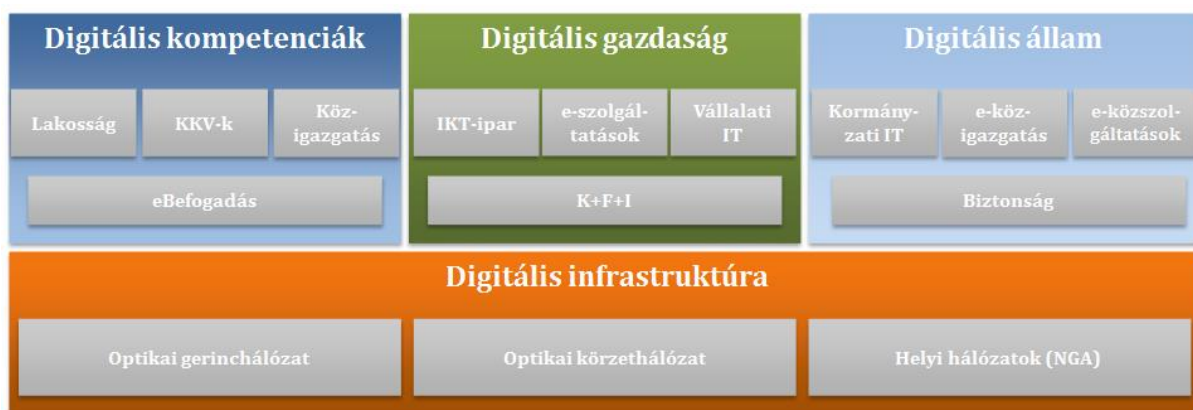 Digitális kompetenciák
Lakosság
KKV-k
Köz-
igazgatás
eBefogadás
Digitális gazdaság
IKT-ipar
e-szolgál-
tatások
Vállalati
IT
K+F+I
Digitális állam
Kormány-
zati IT
e-köz-
igazgatás
e-közszol-
gáltatások
Biztonság
Digitális infrastruktúra
Optikai gerinchálózat
Optikai körzethálózat
Helyi hálózatok (NGA)